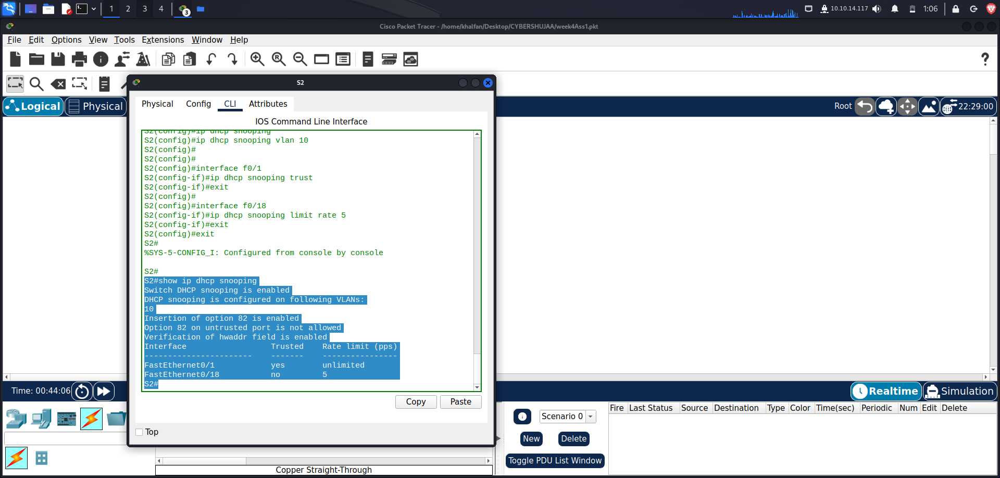 1 2 3 4 3 10.10.14.117 1:06
Cisco Packet Tracer - /home/khalfan/Desktop/CYBERSHUJAA/week4Ass1.pkt
File Edit Options View Tools Extensions Window Help
S2
Logical Physical
Root 22:29:00
Physical Config CLI Attributes
IOS Command Line Interface
S2(config)#ip dhcp snooping
S2(config)#ip dhcp snooping vlan 10
S2(config)#
S2(config)#
S2(config)#interface f0/1
S2(config-if)#ip dhcp snooping trust
S2(config-if)#exit
S2(config)#
S2(config)#interface f0/18
S2(config-if)#ip dhcp snooping limit rate 5
S2(config-if)#exit
S2(config)#exit
S2#
%SYS-5-CONFIG_I: Configured from console by console
S2#
S2#show ip dhcp snooping
Switch DHCP snooping is enabled
DHCP snooping is configured on following VLANs:
10
Insertion of option 82 is enabled
Option 82 on untrusted port is not allowed
Verification of hwaddr field is enabled
Interface Trusted Rate limit (pps)
----------------------- ------- ----------------
FastEthernet0/1 yes unlimited
FastEthernet0/18 no 5
S2#
Copy Paste
Top
Time: 00:44:06
Realtime Simulation
Scenario 0
New Delete
Toggle PDU List Window
Fire Last Status Source Destination Type Color Time(sec) Periodic Num Edit Delete
Copper Straight-Through